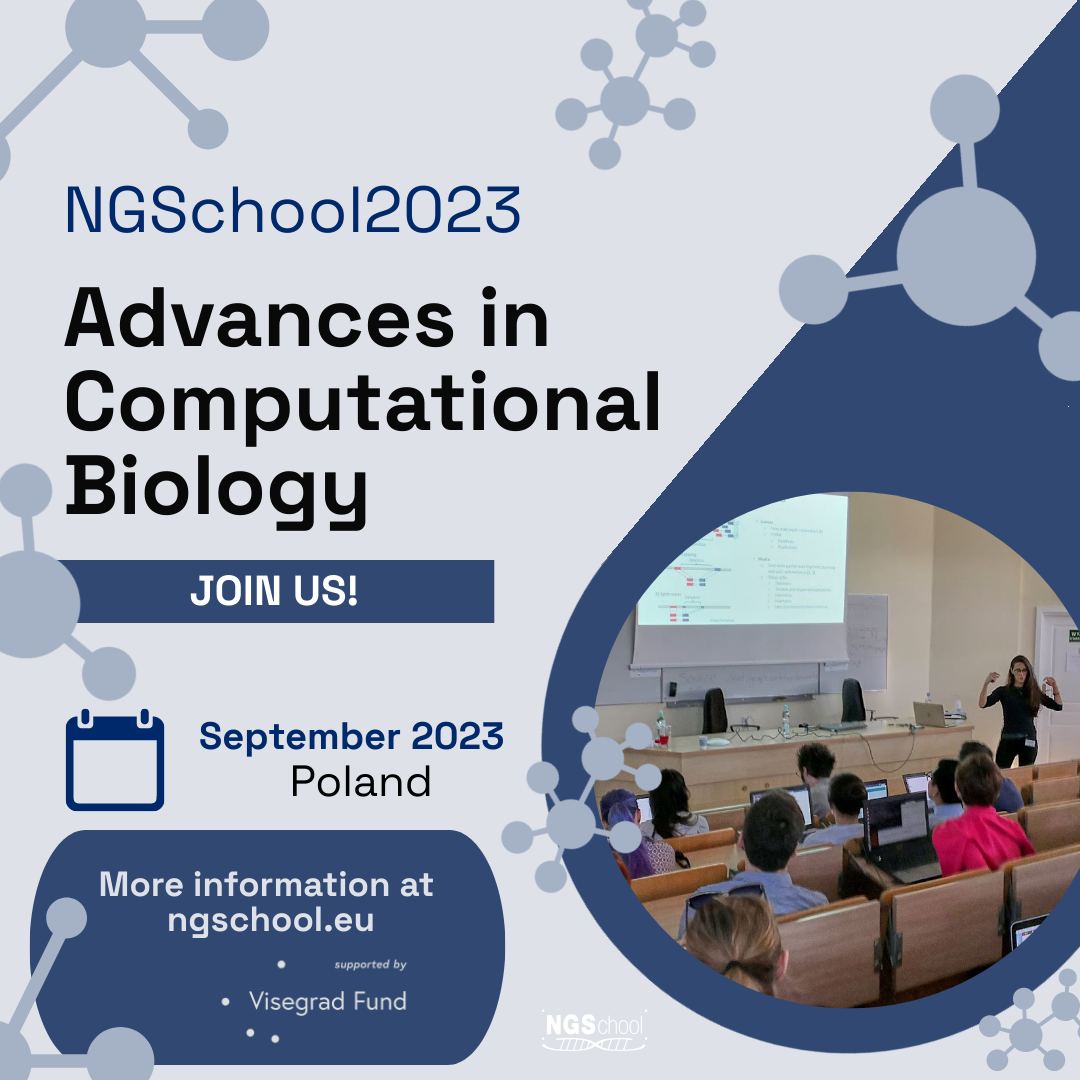 NGSchool2023
Advances in
Computational
Biology
JOIN US!
September 2023
Poland
More information at
ngschool.eu
supported by
Visegrad Fund
NGSchool